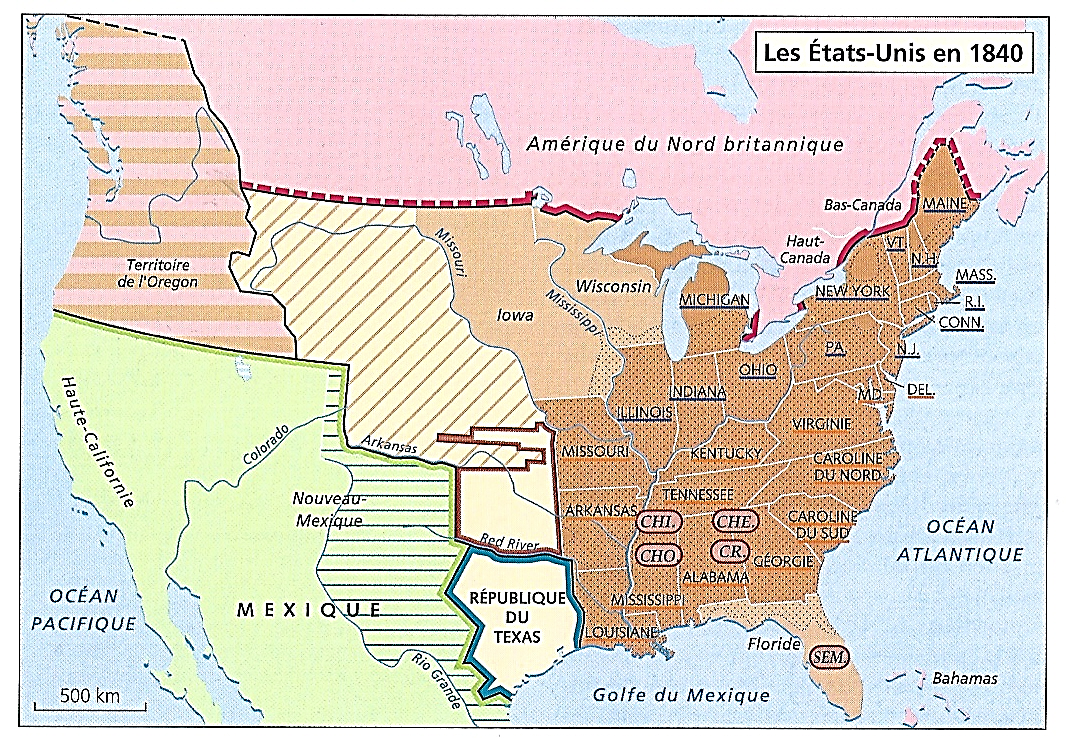 Les États-Unis en 1840
Amérique du Nord britannique
Bas-Canada
MAINE
Haut-
Canada
VT.
N.H.
MASS.
Territoire
de l'Oregon
Missouri
Wisconsin
Mississippi
MICHIGAN
NEW YORK
R.I.
CONN.
Iowa
PA.
N.J.
OHIO
INDIANA
DEL.
MD.
ILLINOIS
VIRGINIE
Haute-Californie
Colorado
Arkansas
MISSOURI
KENTUCKY
CAROLINE
DU NORD
Nouveau-
Mexique
TENNESSEE
ARKANSAS
CHI.
CHE.
CAROLINE
DU SUD
OCÉAN
ATLANTIQUE
Red River
CHO.
CR.
GÉORGIE
ALABAMA
OCÉAN
PACIFIQUE
MEXIQUE
RÉPUBLIQUE
DU
TEXAS
MISSISSIPPI
LOUISIANE
Floride
SEM.
Rio Grande
500 km
Golfe du Mexique
Bahamas